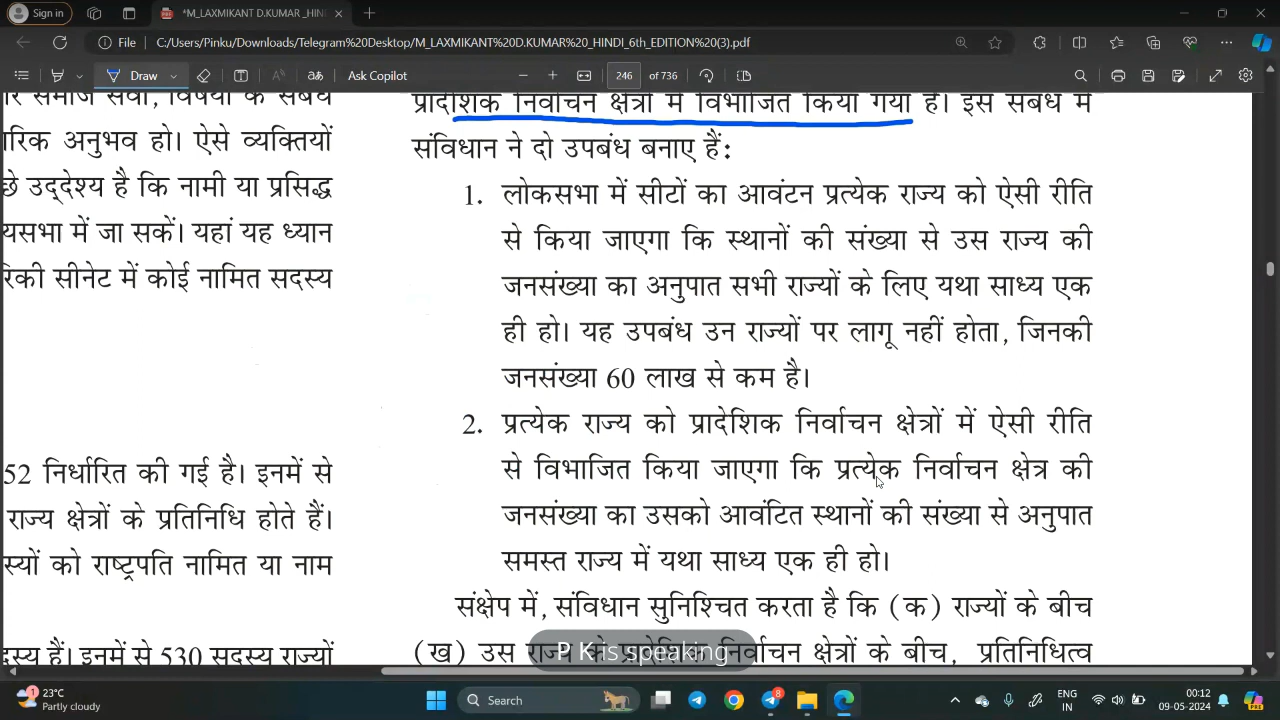 Sign in
*M_LAXMIKANT D.KUMAR _HIN
File C:/Users/Pinku/Downloads/Telegram%20Desktop/M_LAXMIKANT%20D.KUMAR%20_HINDI_6th_EDITION%20(3).pdf
Draw
Ask Copilot
246 of 736
समाज सेवा, विषयों के संबंध
अनुभव हो। ऐसे व्यक्तियों
उद्देश्य है कि नामी या प्रसिद्ध
में जा सकें। यहां यह ध्यान
सीनेट में कोई नामित सदस्य
52 निर्धारित की गई है। इनमें से
राज्य क्षेत्रों के प्रतिनिधि होते हैं।
को राष्ट्रपति नामित या नाम
हैं। इनमें से 530 सदस्य राज्यों
प्रादेशिक निर्वाचन क्षेत्रों में विभाजित किया गया है। इस संबंध में
संविधान ने दो उपबंध बनाए हैं:
1. लोकसभा में सीटों का आवंटन प्रत्येक राज्य को ऐसी रीति
से किया जाएगा कि स्थानों की संख्या से उस राज्य की
जनसंख्या का अनुपात सभी राज्यों के लिए यथा साध्य एक
ही हो। यह उपबंध उन राज्यों पर लागू नहीं होता, जिनकी
जनसंख्या 60 लाख से कम है।
2. प्रत्येक राज्य को प्रादेशिक निर्वाचन क्षेत्रों में ऐसी रीति
से विभाजित किया जाएगा कि प्रत्येक निर्वाचन क्षेत्र की
जनसंख्या का उसको आवंटित स्थानों की संख्या से अनुपात
समस्त राज्य में यथा साध्य एक ही हो।
संक्षेप में, संविधान सुनिश्चित करता है कि (क) राज्यों के बीच
(ख) उस राज्य के प्रादेशिक निर्वाचन क्षेत्रों के बीच, प्रतिनिधित्व
P K is speaking
1
23°C
Partly cloudy
Search
8
ENG
IN
00:12
09-05-2024